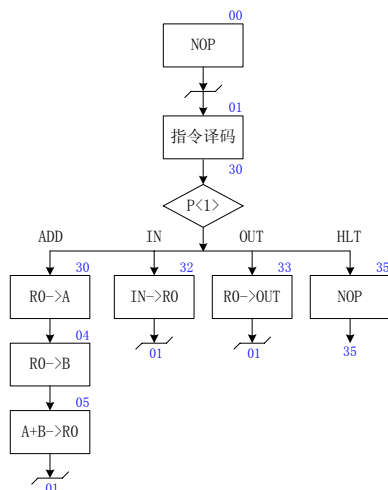 00
NOP
01
指令译码
30
P<1>
ADD IN OUT HLT
30 32 33 35
R0->A IN->R0 R0->OUT NOP
04 01 01 35
R0->B
05
A+B->R0
01